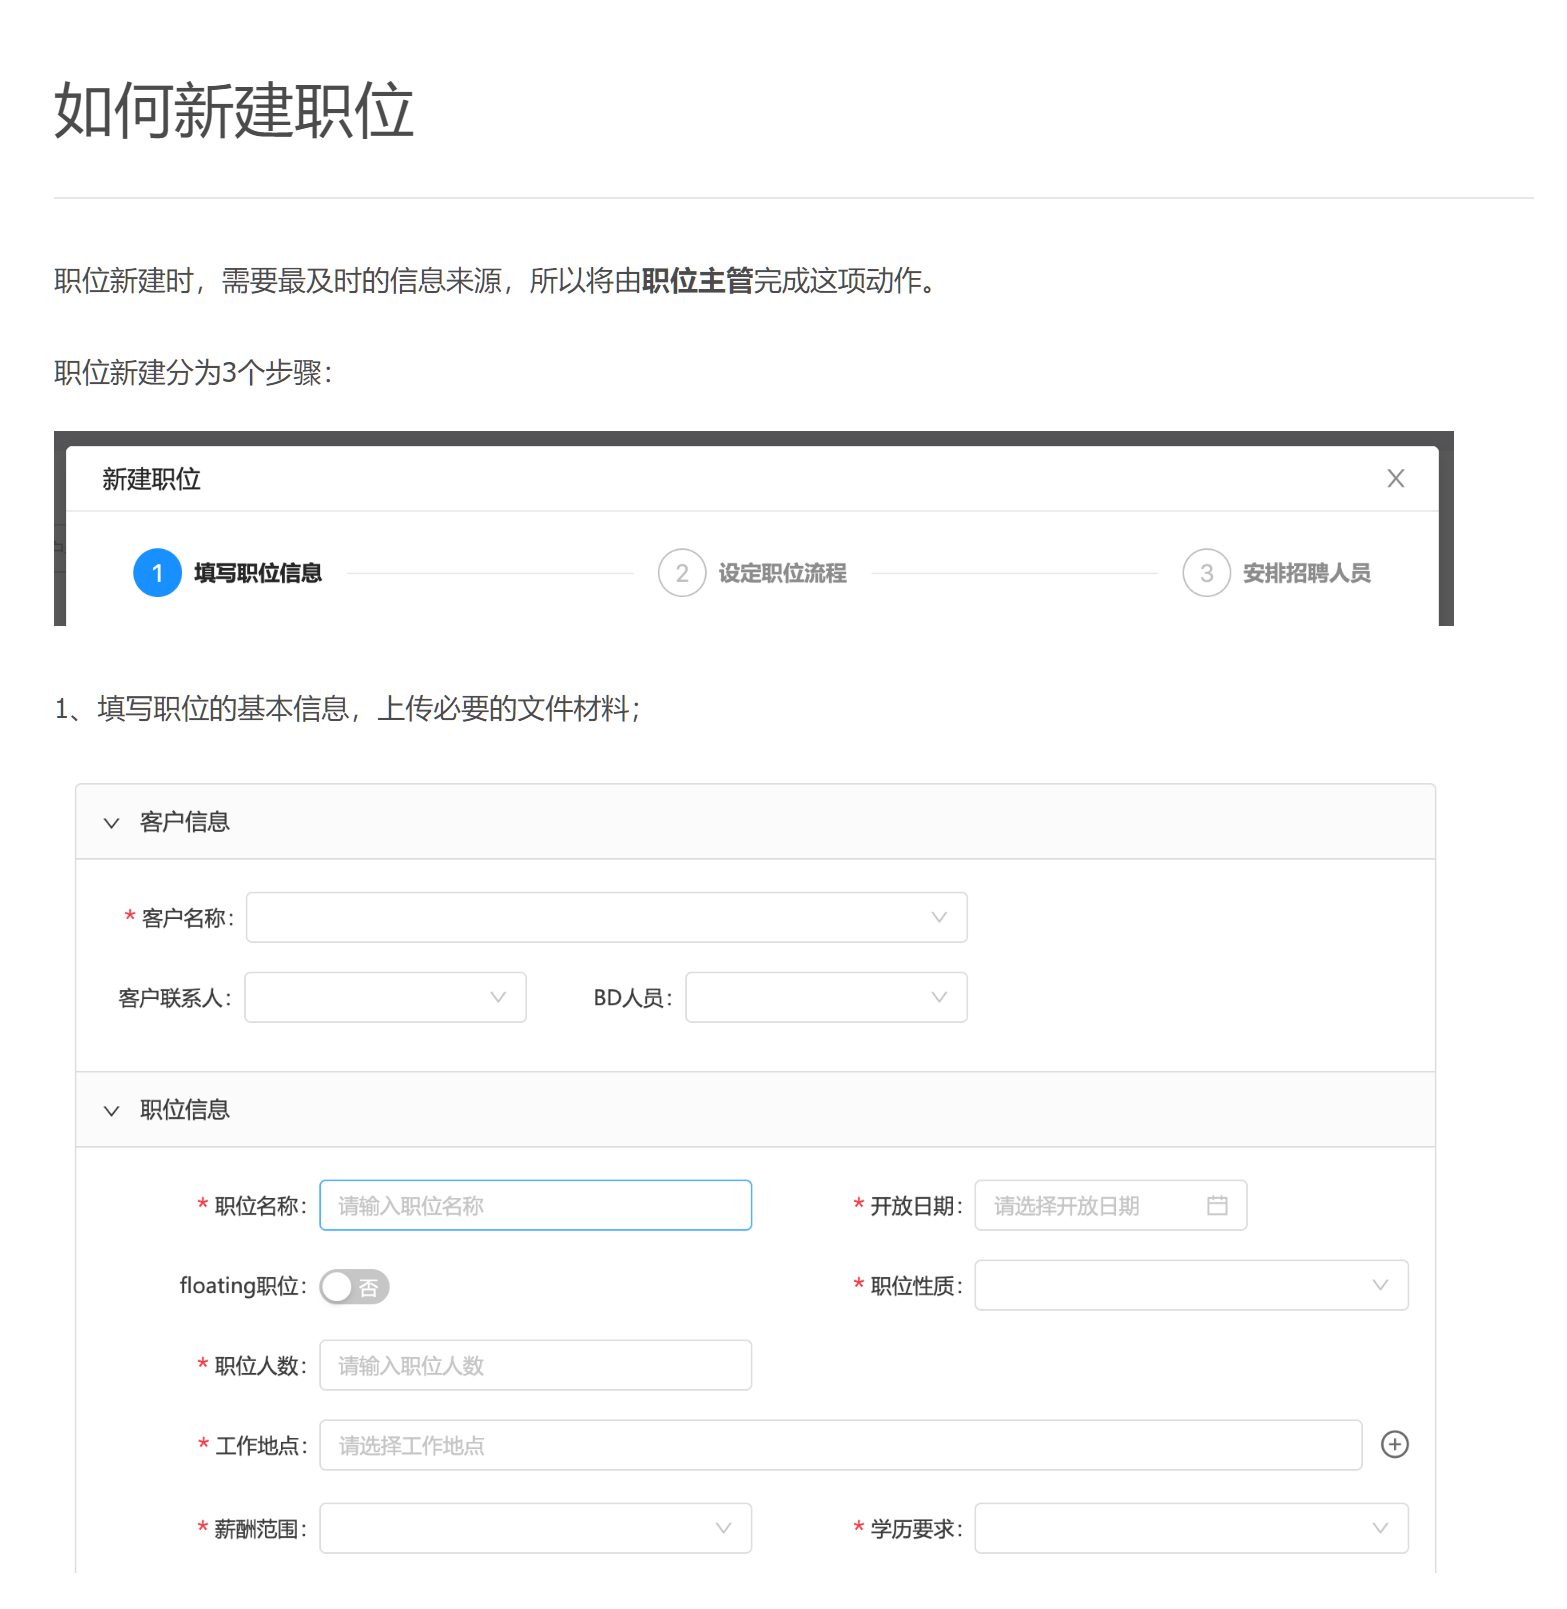 如何新建职位
职位新建时，需要最及时的信息来源，所以将由职位主管完成这项动作。
职位新建分为3个步骤：
新建职位
1 填写职位信息 2 设定职位流程 3 安排招聘人员
1、填写职位的基本信息，上传必要的文件材料；
客户信息
* 客户名称：
客户联系人： BD人员：
职位信息
* 职位名称： 请输入职位名称 * 开放日期： 请选择开放日期
floating职位： 否 * 职位性质：
* 职位人数： 请输入职位人数
* 工作地点： 请选择工作地点
* 薪酬范围： * 学历要求：